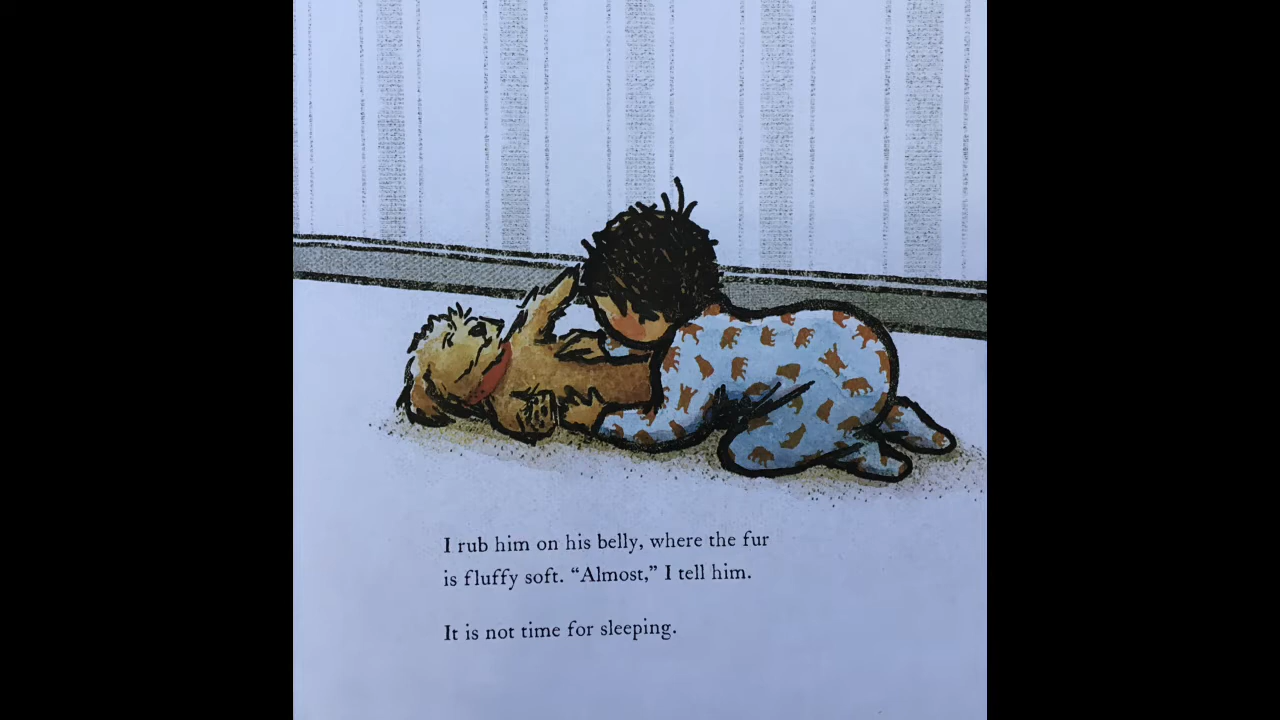 I rub him on his belly, where the fur
is fluffy soft. “Almost,” I tell him.
It is not time for sleeping.